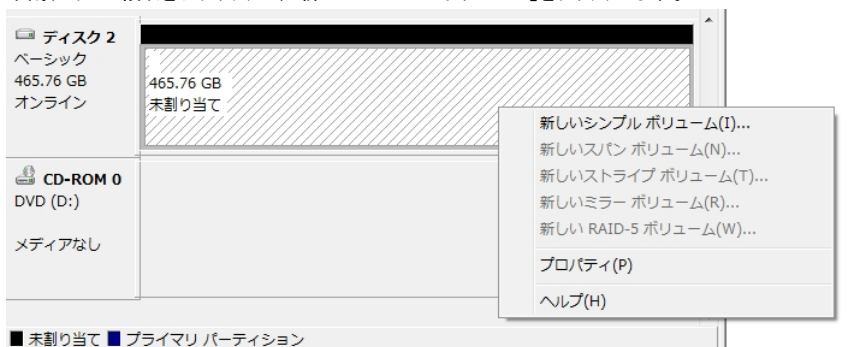 ディスク 2
ベーシック
465.76 GB
オンライン
465.76 GB
未割り当て
新しいシンプル ボリューム(I)...
新しいスパン ボリューム(N)...
新しいストライプ ボリューム(T)...
新しいミラー ボリューム(R)...
新しい RAID-5 ボリューム(W)...
プロパティ(P)
ヘルプ(H)
CD-ROM 0
DVD (D:)
メディアなし
未割り当て プライマリ パーティション